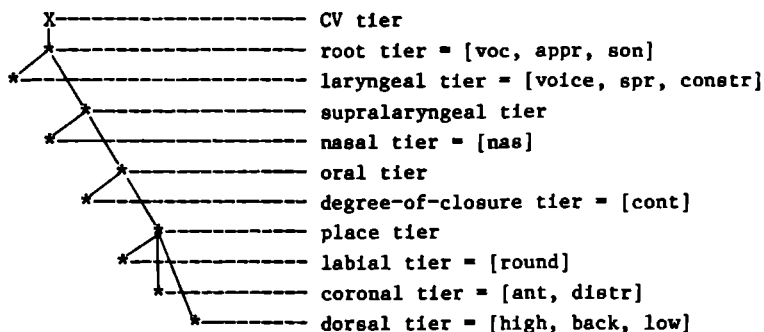 X CV tier
root tier = [voc, appr, son]
laryngeal tier = [voice, spr, constr]
supralaryngeal tier
nasal tier = [nas]
oral tier
degree-of-closure tier = [cont]
place tier
labial tier = [round]
coronal tier = [ant, distr]
dorsal tier = [high, back, low]